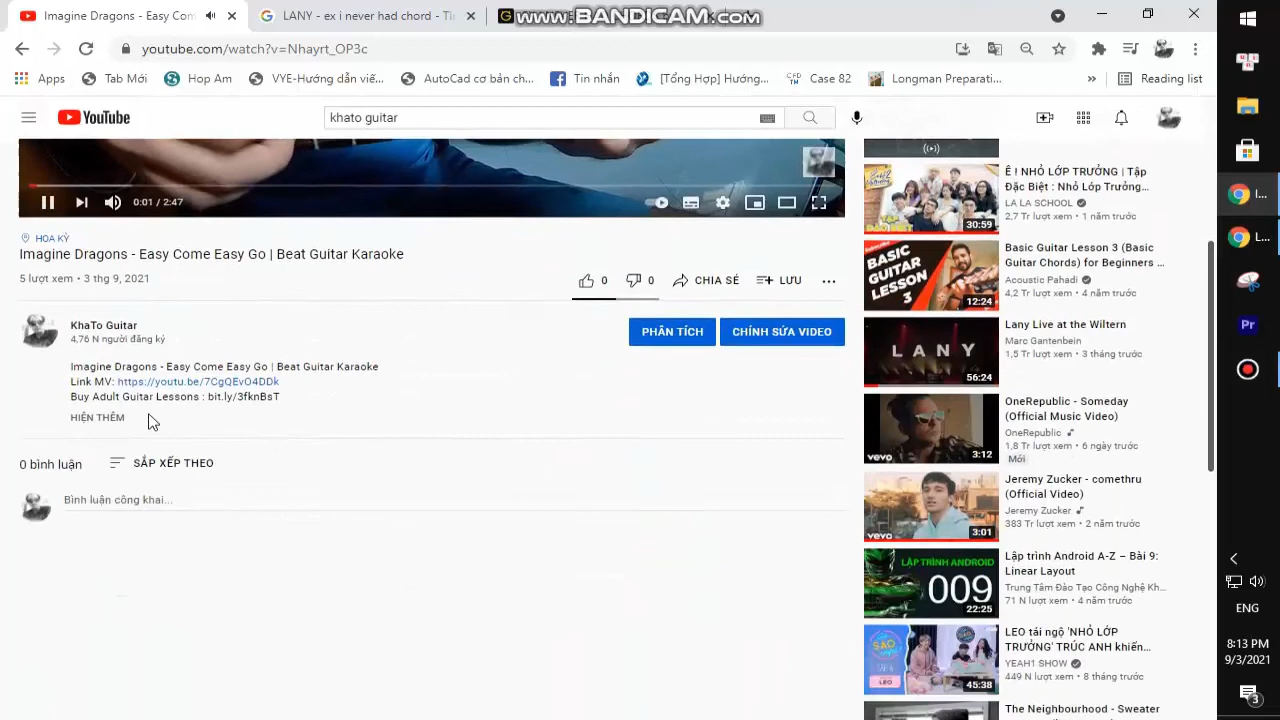 Imagine Dragons - Easy Com
LANY - ex i never had chord - Tì
www.BANDICAM.com
youtube.com/watch?v=Nhayrt_OP3c
Apps
Tab Mới
Hop Am
VYE-Hướng dẫn viế...
AutoCad cơ bản ch...
Tin nhắn
[Tổng Hợp] Hướng...
Case 82
Longman Preparati...
»
Reading list
YouTube
khato guitar
0:01 / 2:47
HOA KỲ
Imagine Dragons - Easy Come Easy Go | Beat Guitar Karaoke
5 lượt xem • 3 thg 9, 2021
0
0
CHIA SẺ
LƯU
KhaTo Guitar
4,76 N người đăng ký
PHÂN TÍCH
CHỈNH SỬA VIDEO
Imagine Dragons - Easy Come Easy Go | Beat Guitar Karaoke
Link MV: https://youtu.be/7CgQEvO4DDk
Buy Adult Guitar Lessons : bit.ly/3fknBsT
HIỆN THÊM
0 bình luận
SẮP XẾP THEO
Bình luận công khai...
Ê ! NHỎ LỚP TRƯỞNG | Tập
Đặc Biệt : Nhỏ Lớp Trưởng...
LA LA SCHOOL
2,7 Tr lượt xem • 1 năm trước
30:59
BASIC
GUITAR
LESSON
3
12:24
Basic Guitar Lesson 3 (Basic
Guitar Chords) for Beginners ...
Acoustic Pahadi
4,2 Tr lượt xem • 4 năm trước
LANY
56:24
Lany Live at the Wiltern
Marc Gantenbein
1,5 Tr lượt xem • 3 tháng trước
vevo
3:12
OneRepublic - Someday
(Official Music Video)
OneRepublic
1,8 Tr lượt xem • 6 ngày trước
Mới
vevo
3:01
Jeremy Zucker - comethru
(Official Video)
Jeremy Zucker
383 Tr lượt xem • 2 năm trước
LẬP TRÌNH ANDROID
009
22:25
Lập trình Android A-Z – Bài 9:
Linear Layout
Trung Tâm Đào Tạo Công Nghệ Kh...
71 N lượt xem • 4 năm trước
SAO
LEO
45:38
LEO tái ngộ 'NHỎ LỚP
TRƯỞNG' TRÚC ANH khiến...
YEAH1 SHOW
449 N lượt xem • 8 tháng trước
The Neighbourhood - Sweater
I...
L...
Pr
ENG
8:13 PM
9/3/2021
3